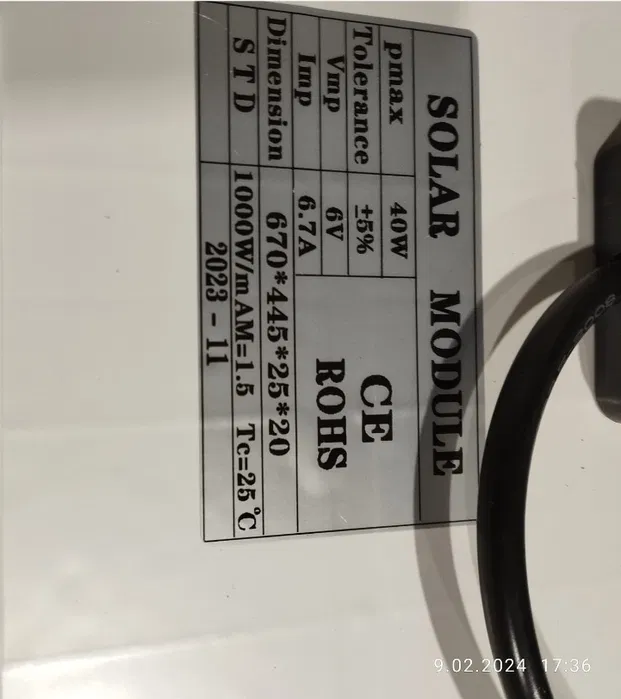 SOLAR MODULE
pmax 40W
Tolerance ±5%
Vmp 6V
Imp 6.7A
CE
ROHS
Dimension 670*445*25*20
STD 1000W/m AM=1.5 Tc=25℃
2023-11
9.02.2024 17:36